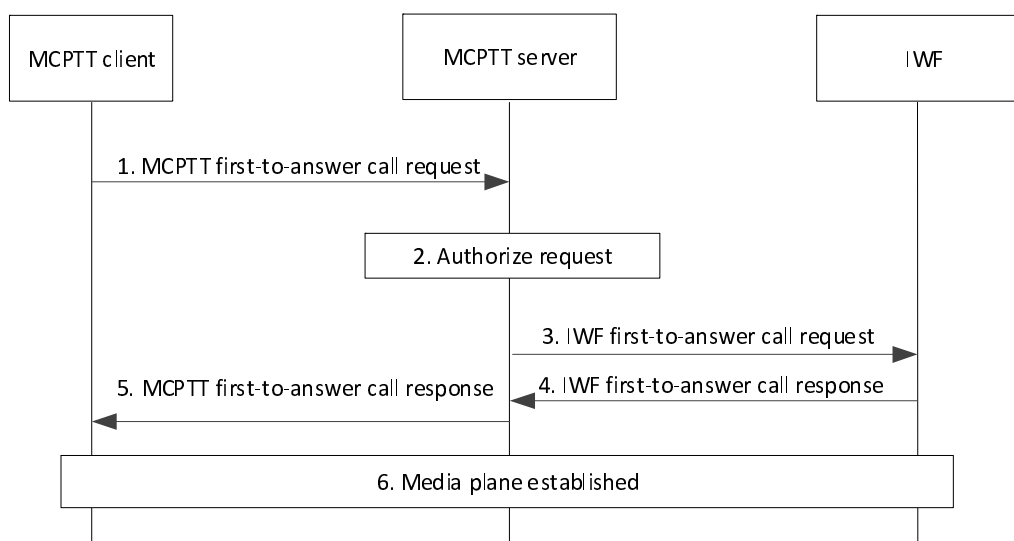 MCPTT client
MCPTT server
IWF
1. MCPTT first-to-answer call request
2. Authorize request
3. IWF first-to-answer call request
4. IWF first-to-answer call response
5. MCPTT first-to-answer call response
6. Media plane established